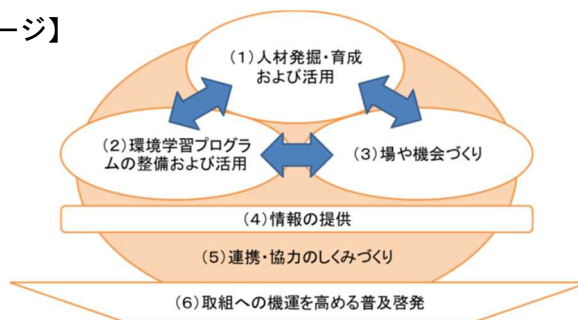 ージ】
(1)人材発掘・育成
および活用
(2)環境学習プログラ
ムの整備および活用
(3)場や機会づくり
(4)情報の提供
(5)連携・協力のしくみづくり
(6)取組への機運を高める普及啓発